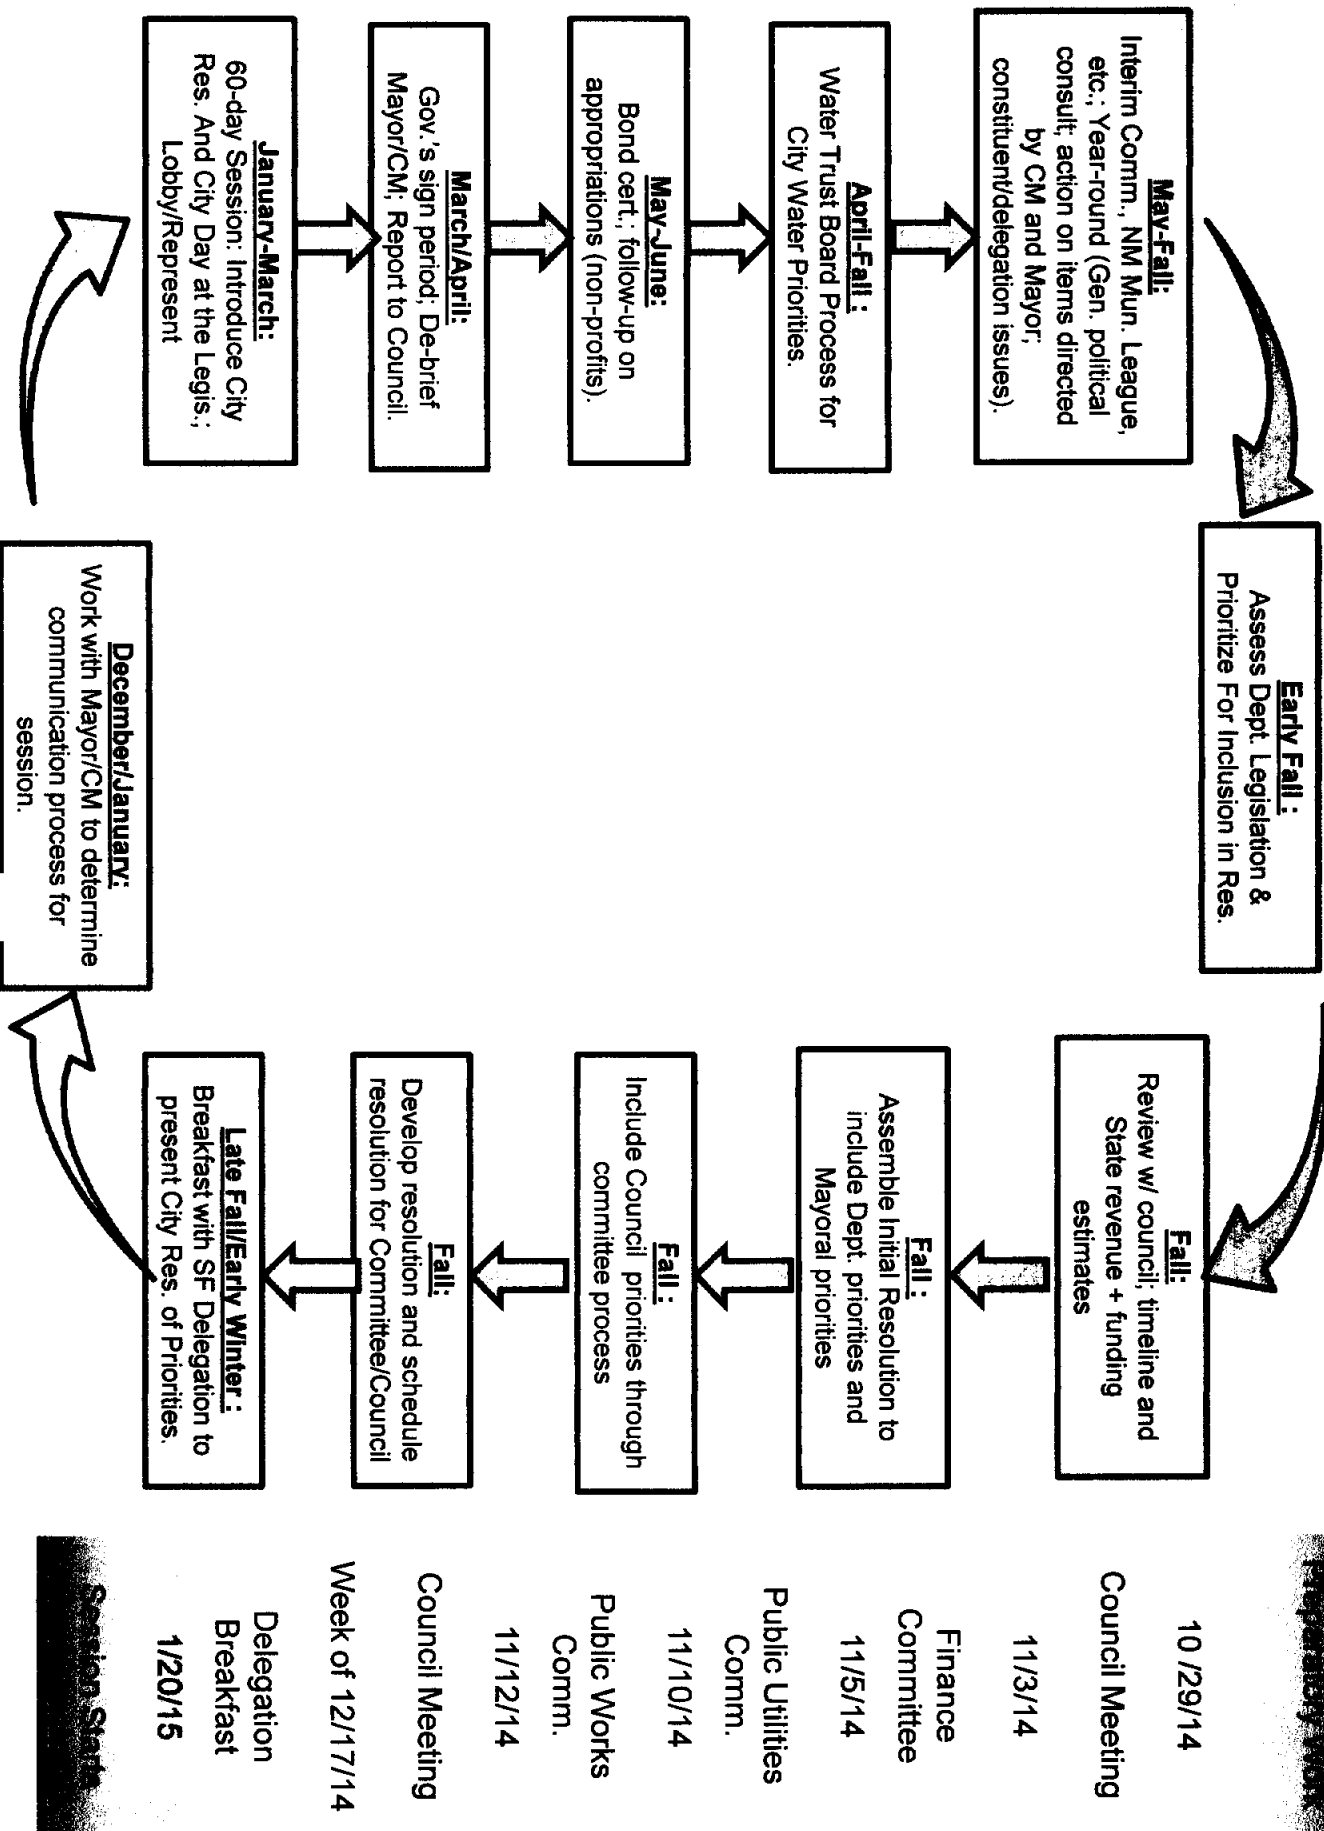 May-Fall:
Interim Comm., NM Mun. League,
etc.; Year-round (Gen. political
consult; action on items directed
by CM and Mayor;
constituent/delegation issues).
April-Fall :
Water Trust Board Process for
City Water Priorities.
May-June:
Bond cert.; follow-up on
appropriations (non-profits).
March/April:
Gov.'s sign period; De-brief
Mayor/CM; Report to Council.
January-March:
60-day Session: Introduce City
Res. And City Day at the Legis.;
Lobby/Represent
Early Fall :
Assess Dept. Legislation &
Prioritize For Inclusion in Res.
December/January:
Work with Mayor/CM to determine
communication process for
session.
Fall:
Review w/ council; timeline and
State revenue + funding
estimates
Fall :
Assemble Initial Resolution to
include Dept. priorities and
Mayoral priorities
Fall :
Include Council priorities through
committee process
Fall:
Develop resolution and schedule
resolution for Committee/Council
Late Fall/Early Winter :
Breakfast with SF Delegation to
present City Res. of Priorities.
Preparatory Work
10 /29/14
Council Meeting
11/3/14
Finance
Committee
11/5/14
Public Utilities
Comm.
11/10/14
Public Works
Comm.
11/12/14
Council Meeting
Week of 12/17/14
Delegation
Breakfast
1/20/15
Session Starts